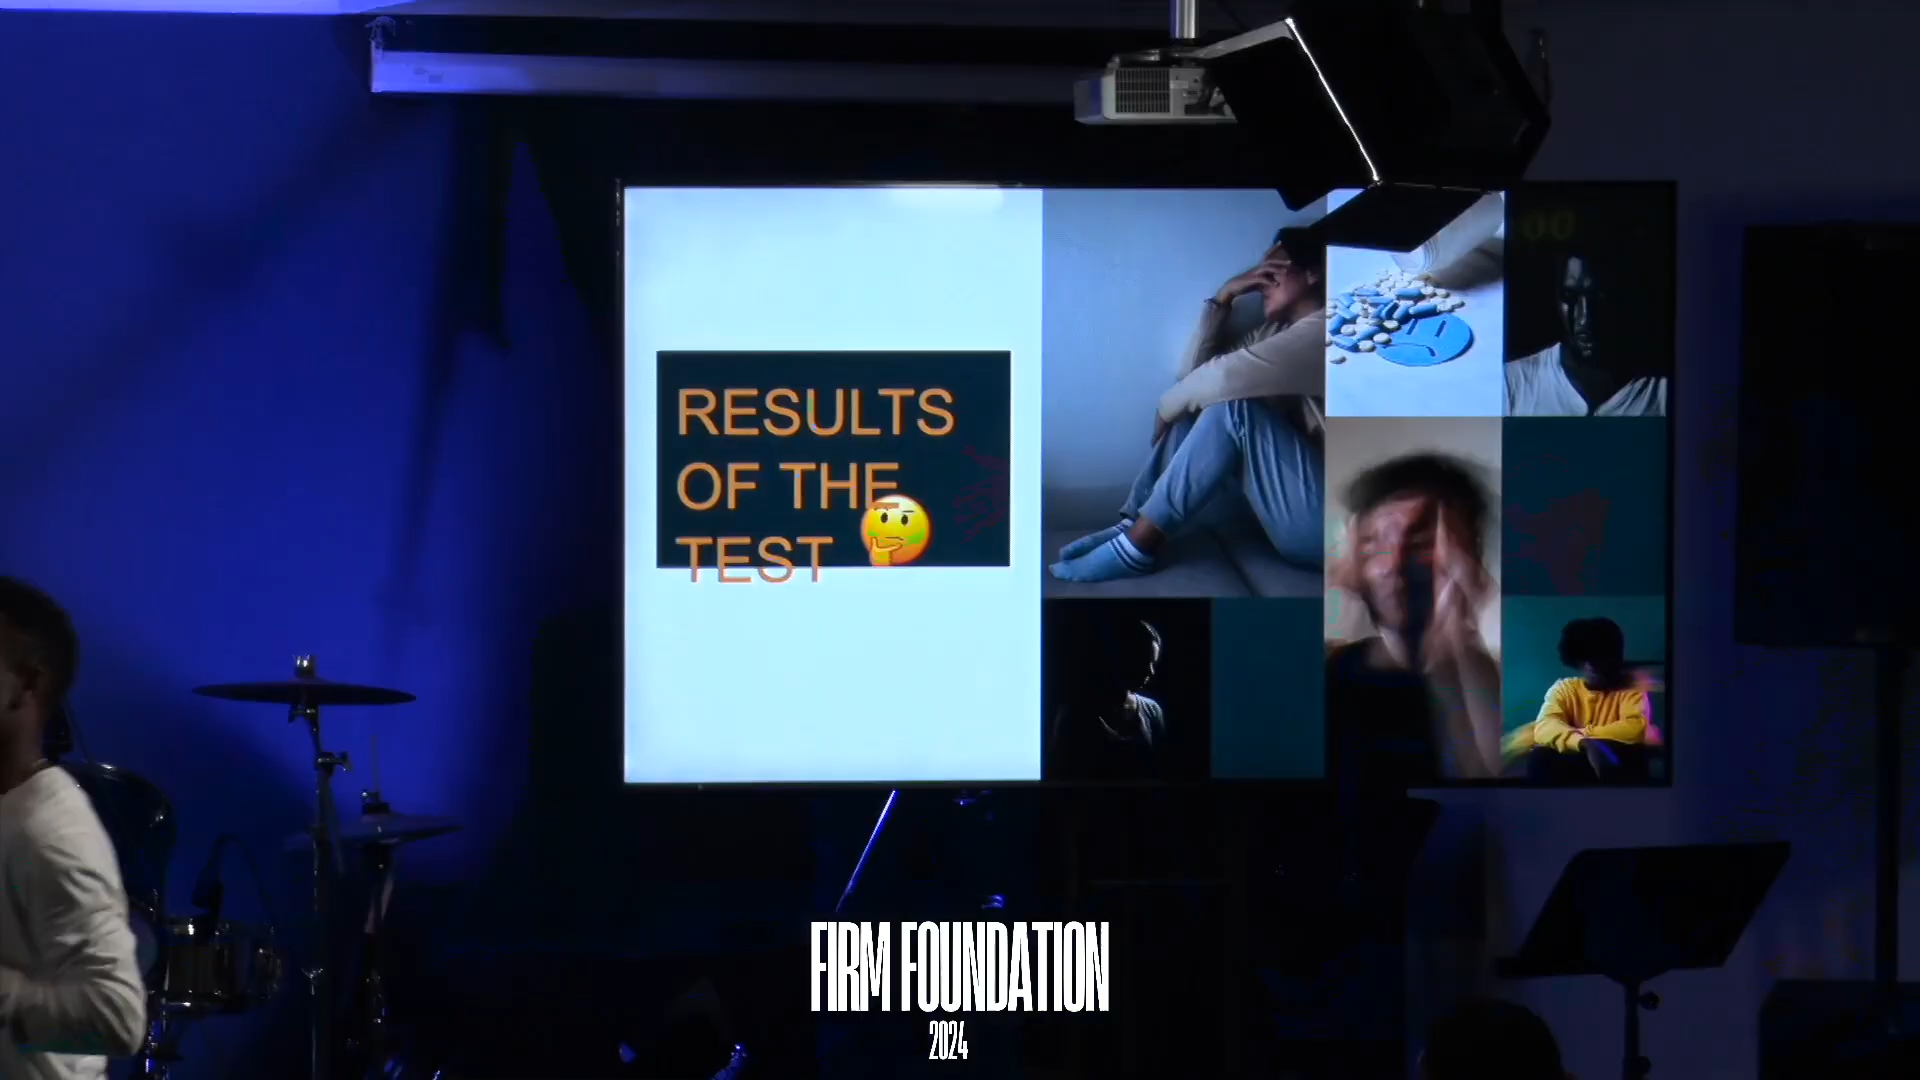 RESULTS
OF THE
TEST
FIRM FOUNDATION
2024